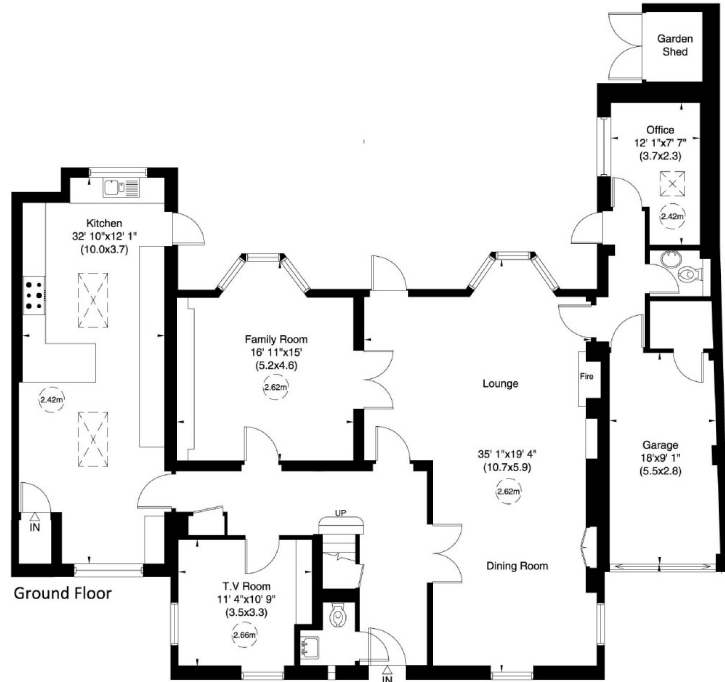 Garden
Shed
Office
12' 1"x7' 7"
(3.7x2.3)
2.42m
Kitchen
32' 10"x12' 1"
(10.0x3.7)
2.42m
Family Room
16' 11"x15'
(5.2x4.6)
2.62m
Lounge
Fire
35' 1"x19' 4"
(10.7x5.9)
2.62m
Dining Room
Garage
18'x9' 1"
(5.5x2.8)
UP
IN
T.V Room
11' 4"x10' 9"
(3.5x3.3)
2.66m
IN
Ground Floor